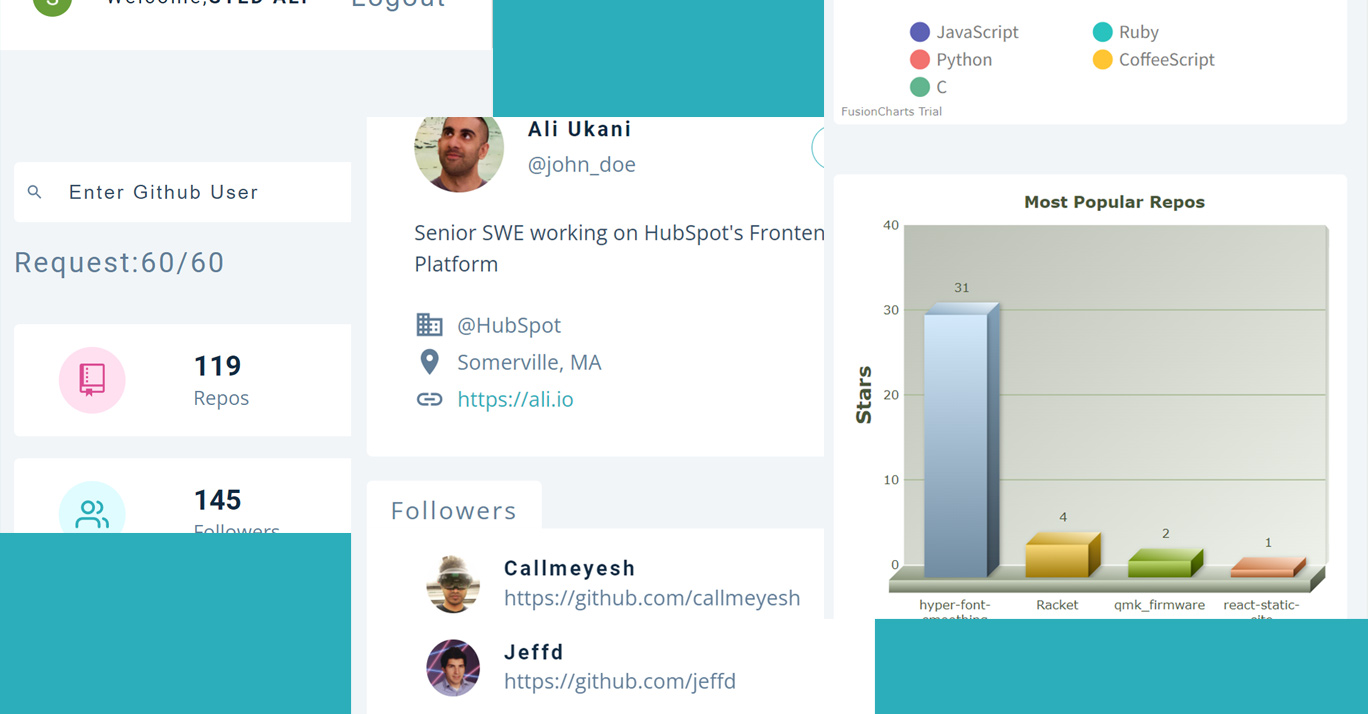 Welcome,SYED ALI
Logout
Enter Github User
Request:60/60
119
Repos
145
Followers
Ali Ukani
@john_doe
Senior SWE working on HubSpot's Fronten
Platform
@HubSpot
Somerville, MA
https://ali.io
Followers
Callmeyesh
https://github.com/callmeyesh
Jeffd
https://github.com/jeffd
JavaScript
Ruby
Python
CoffeeScript
C
FusionCharts Trial
Most Popular Repos
Stars
40
30
20
10
0
31
4
2
1
hyper-font-
smoothing
Racket
qmk_firmware
react-static-
site